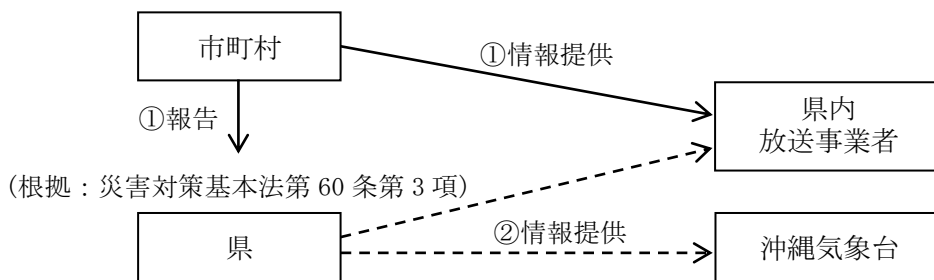 市町村
①情報提供
県内
放送事業者
①報告
(根拠：災害対策基本法第 60 条第 3 項)
県
②情報提供
沖縄気象台